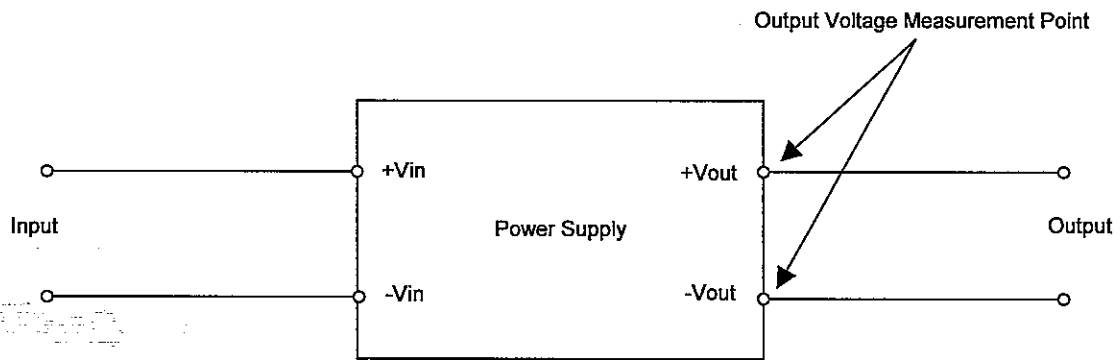 Output Voltage Measurement Point
+Vin
+Vout
Input
Power Supply
Output
-Vin
-Vout